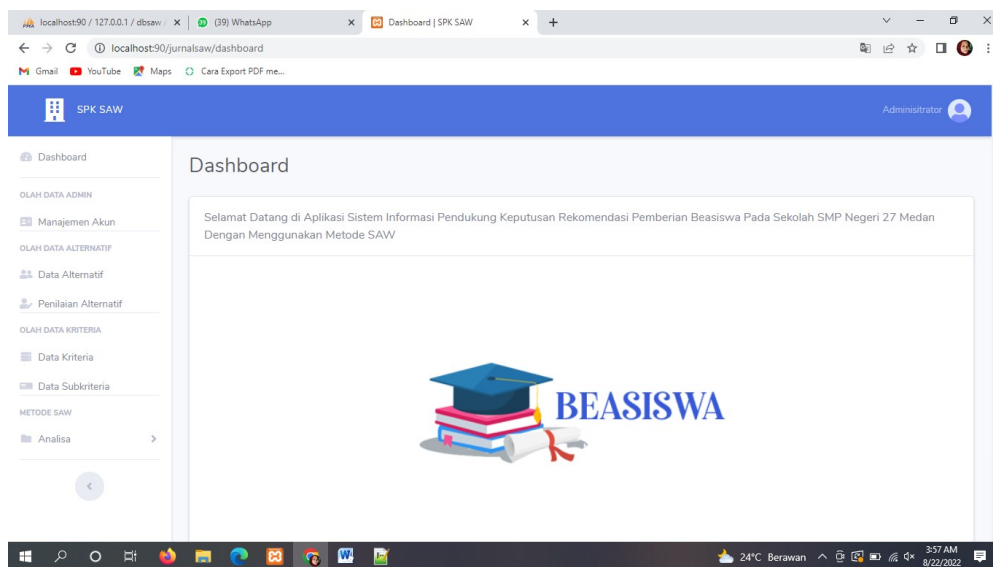 localhost:90 / 127.0.0.1 / dbsaw /
(39) WhatsApp
Dashboard | SPK SAW
localhost:90/jurnalsaw/dashboard
Gmail
YouTube
Maps
Cara Export PDF me...
SPK SAW
Adminisitrator
Dashboard
OLAH DATA ADMIN
Manajemen Akun
OLAH DATA ALTERNATIF
Data Alternatif
Penilaian Alternatif
OLAH DATA KRITERIA
Data Kriteria
Data Subkriteria
METODE SAW
Analisa
Dashboard
Selamat Datang di Aplikasi Sistem Informasi Pendukung Keputusan Rekomendasi Pemberian Beasiswa Pada Sekolah SMP Negeri 27 Medan
Dengan Menggunakan Metode SAW
BEASISWA
24°C Berawan
3:57 AM
8/22/2022